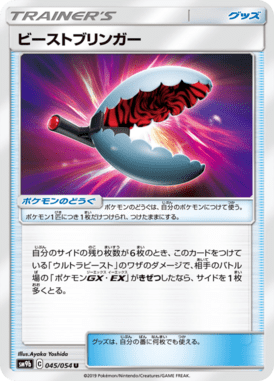 TRAINER'S グッズ
ビーストブリンガー
ポケモンのどうぐ
ポケモンのどうぐは、自分のポケモンにつけて使う。
ポケモン1匹につき1枚だけつけられ、つけたままにする。
自分のサイドの残り枚数が6枚のとき、このカードをつけて
いる「ウルトラビースト」のワザのダメージで、相手のバトル
場の「ポケモンGX・EX」がきぜつしたなら、サイドを1枚
多くとる。
Illus.Ayaka Yoshida
SM9b C 045/054 U
グッズは、自分の番に何枚でも使える。
©2019 Pokémon/Nintendo/Creatures/GAME FREAK.